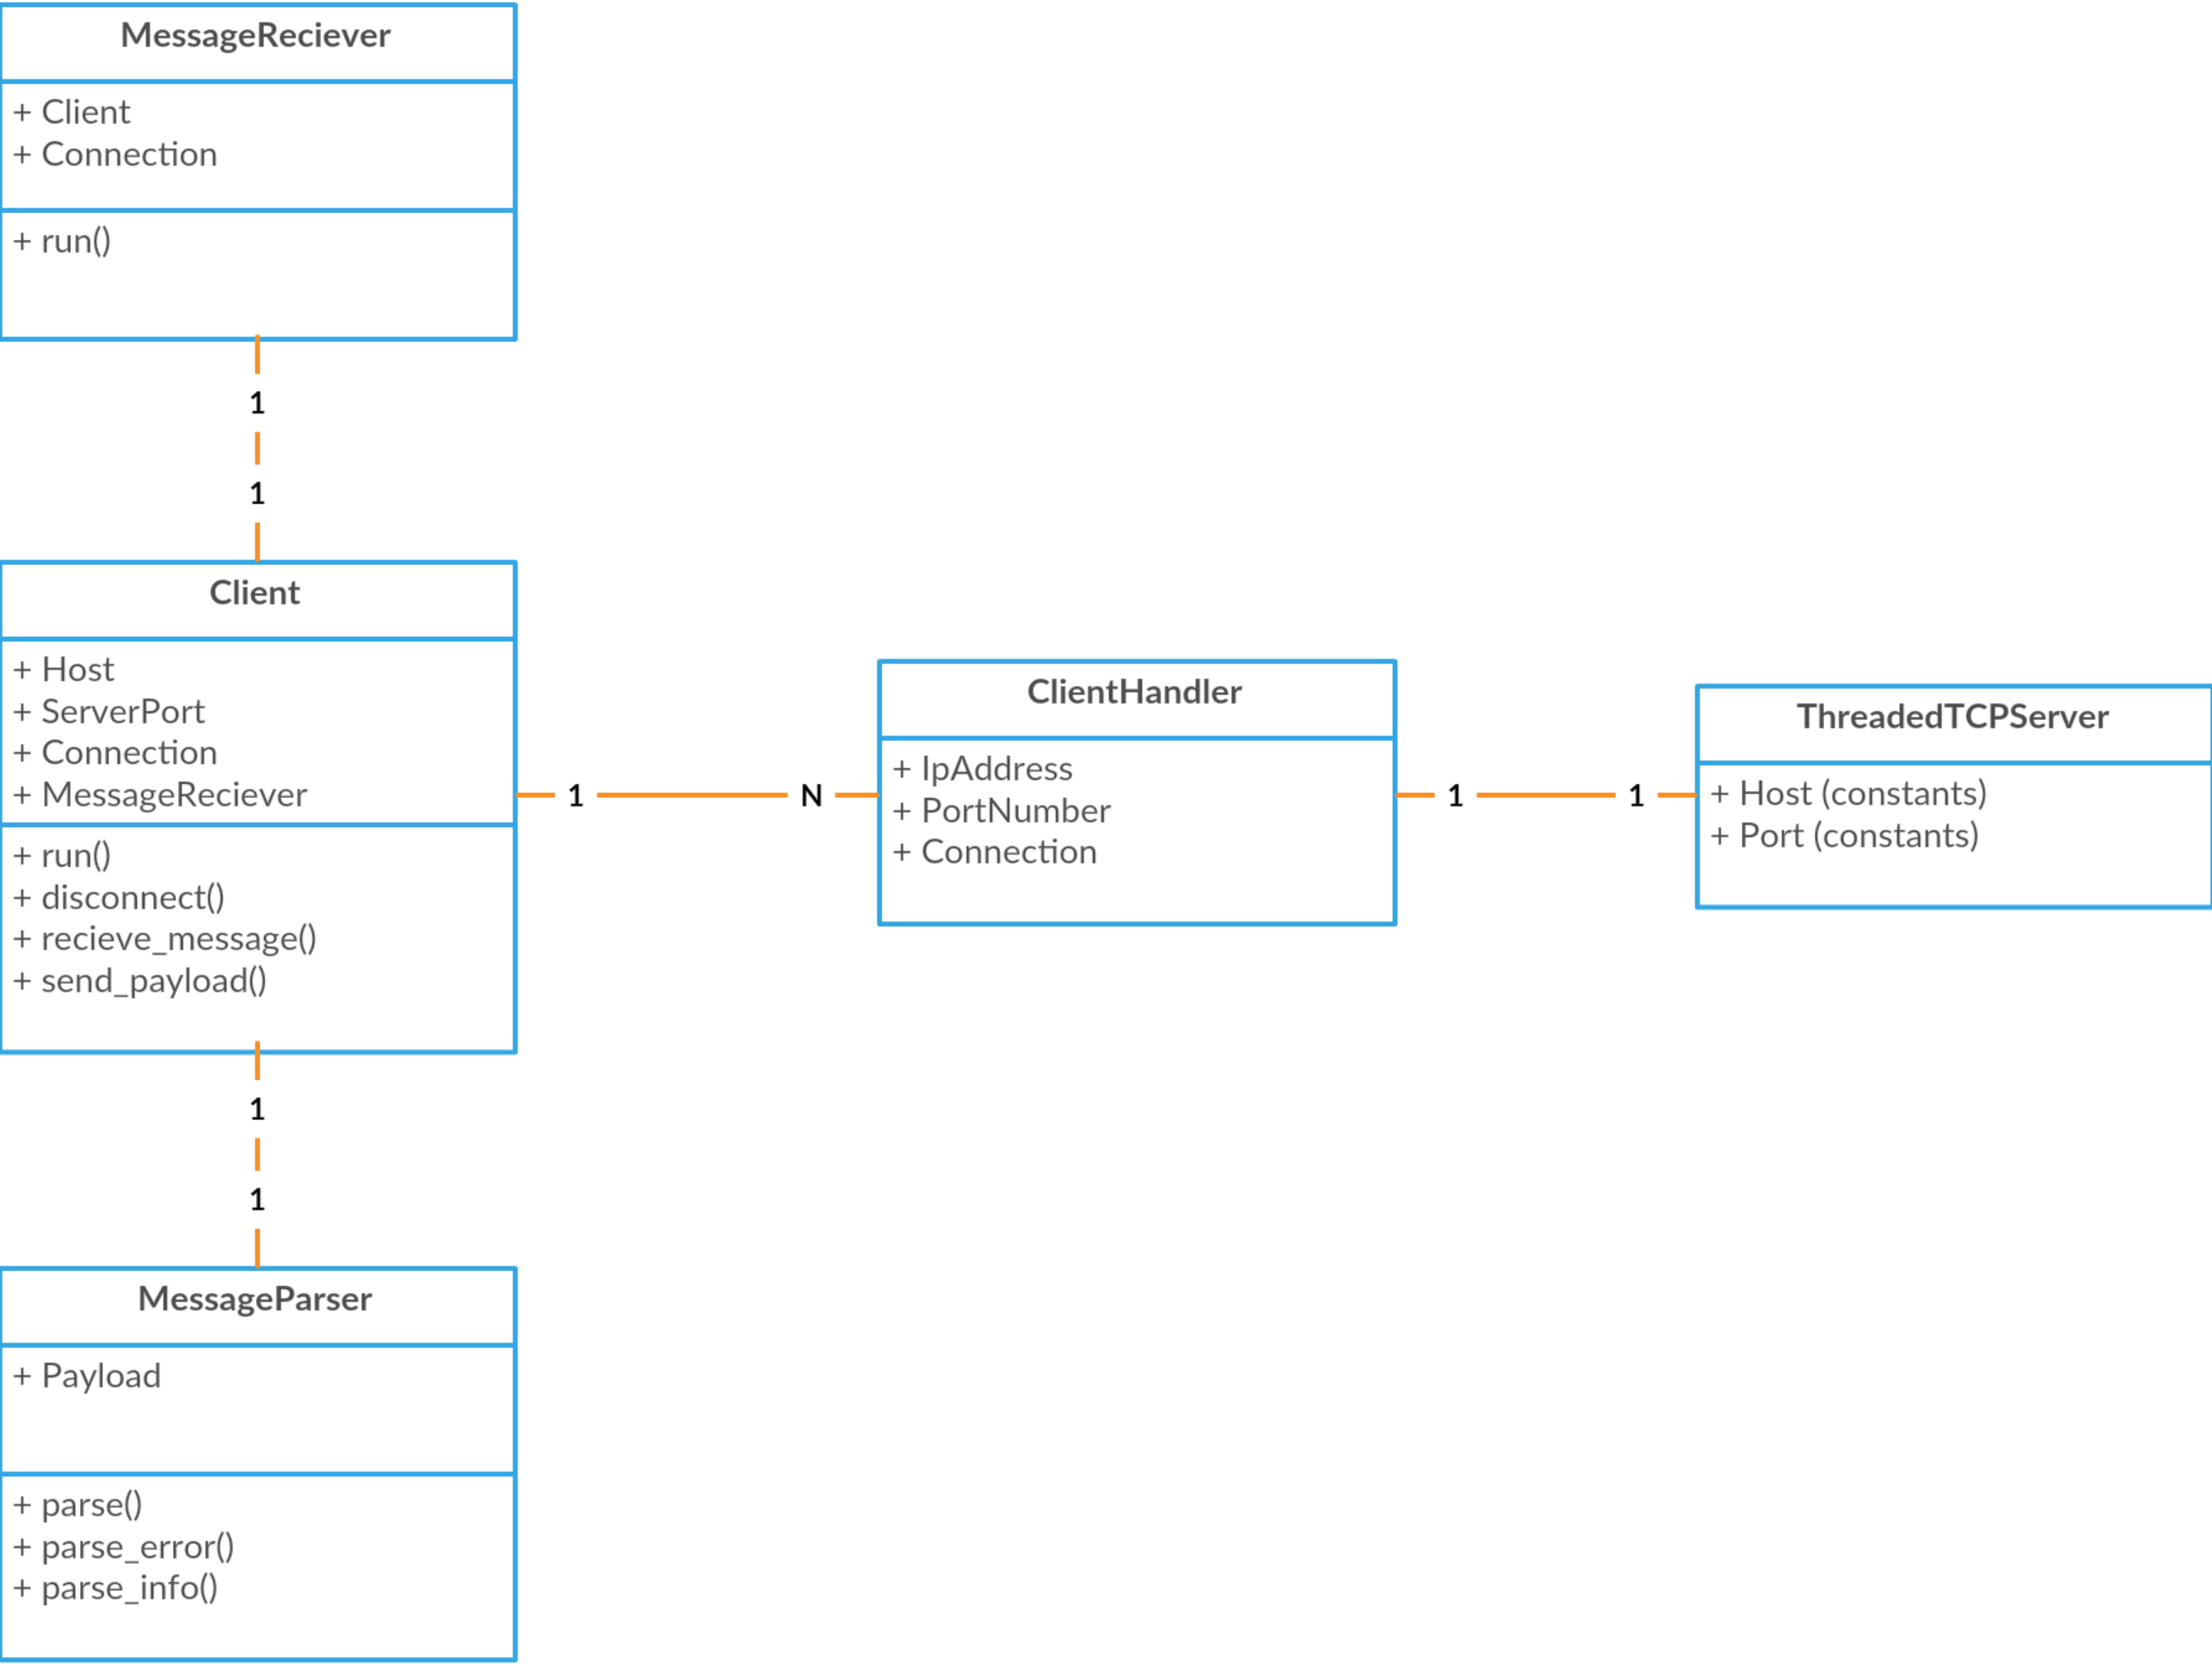 MessageReciever
+ Client
+ Connection
+ run()
1
1
Client
+ Host
+ ServerPort
+ Connection
+ MessageReciever
+ run()
+ disconnect()
+ recieve_message()
+ send_payload()
1
N
ClientHandler
+ IpAddress
+ PortNumber
+ Connection
1
1
ThreadedTCPServer
+ Host (constants)
+ Port (constants)
1
1
MessageParser
+ Payload
+ parse()
+ parse_error()
+ parse_info()